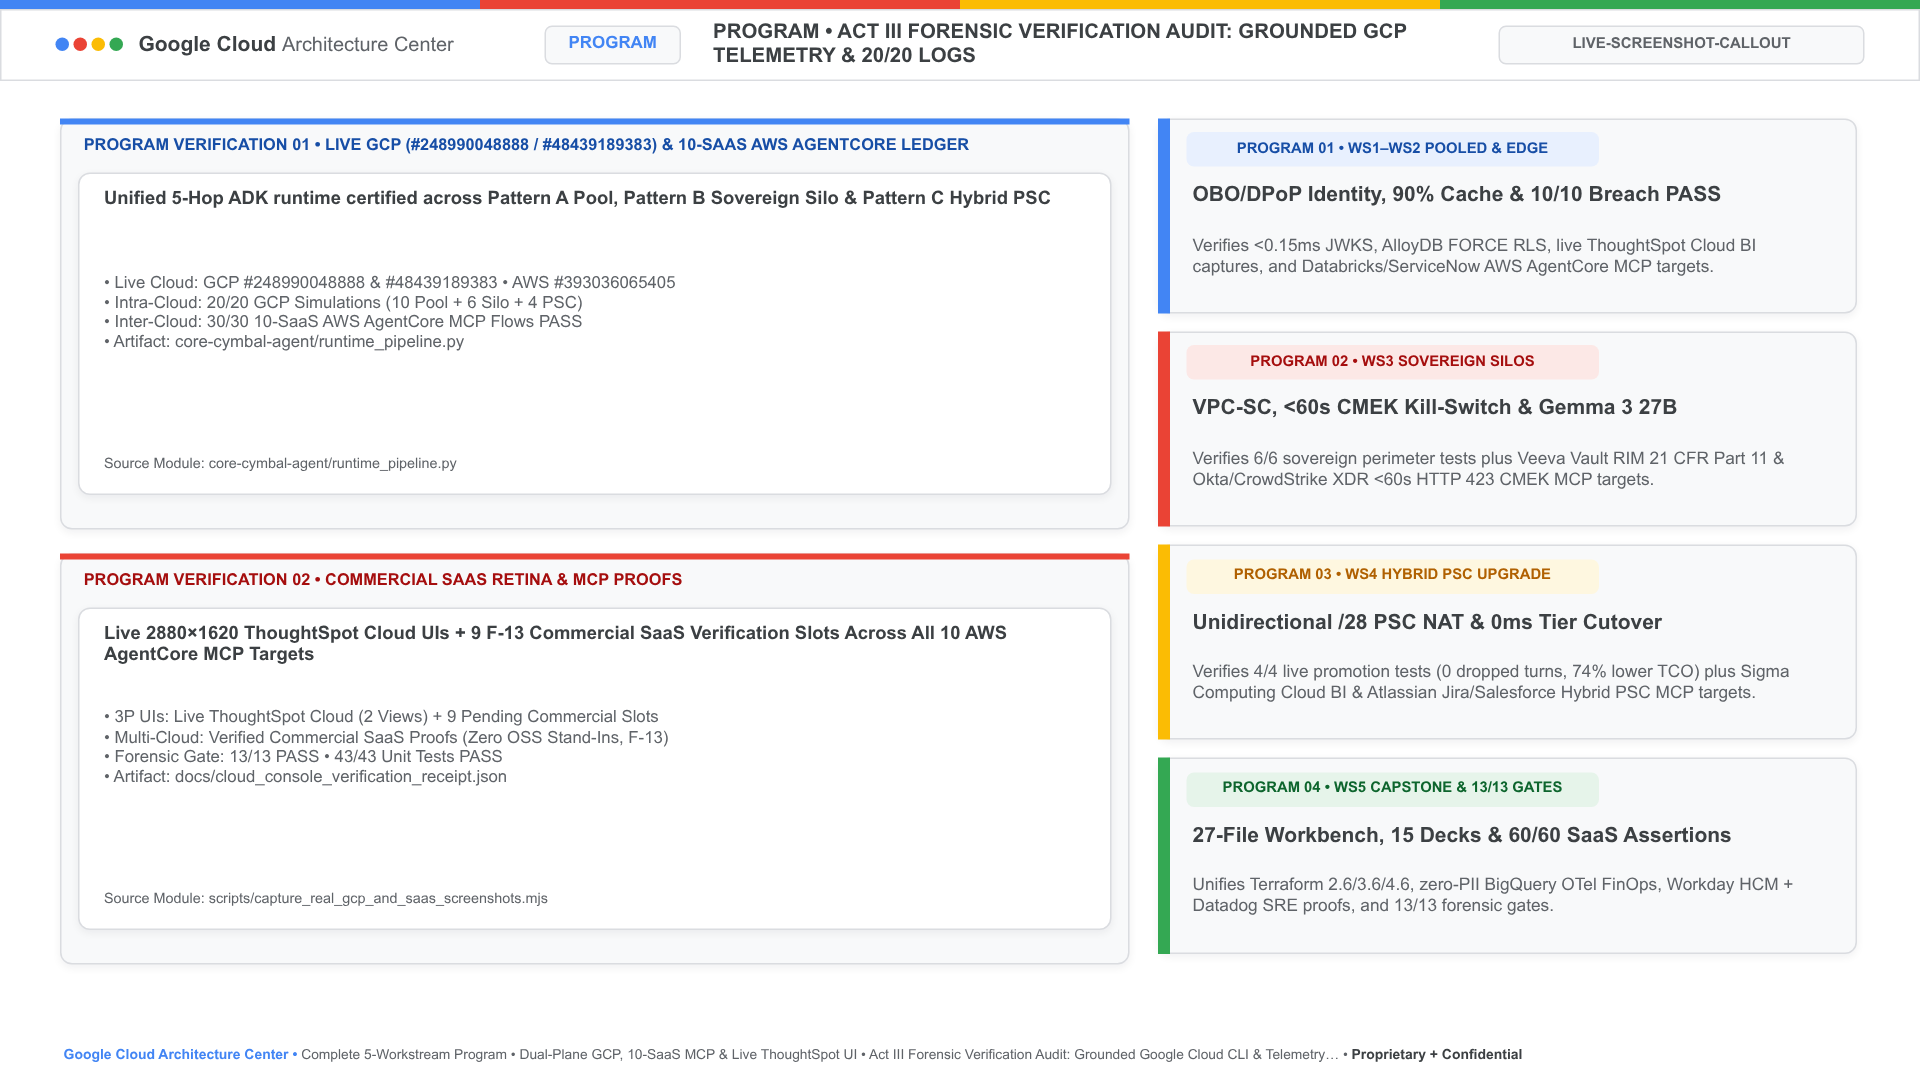 Google Cloud Architecture Center
PROGRAM
PROGRAM • ACT III FORENSIC VERIFICATION AUDIT: GROUNDED GCP
TELEMETRY & 20/20 LOGS
LIVE-SCREENSHOT-CALLOUT
PROGRAM VERIFICATION 01 • LIVE GCP (#248990048888 / #48439189383) & 10-SAAS AWS AGENTCORE LEDGER
Unified 5-Hop ADK runtime certified across Pattern A Pool, Pattern B Sovereign Silo & Pattern C Hybrid PSC
• Live Cloud: GCP #248990048888 & #48439189383 • AWS #393036065405
• Intra-Cloud: 20/20 GCP Simulations (10 Pool + 6 Silo + 4 PSC)
• Inter-Cloud: 30/30 10-SaaS AWS AgentCore MCP Flows PASS
• Artifact: core-cymbal-agent/runtime_pipeline.py
Source Module: core-cymbal-agent/runtime_pipeline.py
PROGRAM VERIFICATION 02 • COMMERCIAL SAAS RETINA & MCP PROOFS
Live 2880×1620 ThoughtSpot Cloud UIs + 9 F-13 Commercial SaaS Verification Slots Across All 10 AWS
AgentCore MCP Targets
• 3P UIs: Live ThoughtSpot Cloud (2 Views) + 9 Pending Commercial Slots
• Multi-Cloud: Verified Commercial SaaS Proofs (Zero OSS Stand-Ins, F-13)
• Forensic Gate: 13/13 PASS • 43/43 Unit Tests PASS
• Artifact: docs/cloud_console_verification_receipt.json
Source Module: scripts/capture_real_gcp_and_saas_screenshots.mjs
PROGRAM 01 • WS1–WS2 POOLED & EDGE
OBO/DPoP Identity, 90% Cache & 10/10 Breach PASS
Verifies <0.15ms JWKS, AlloyDB FORCE RLS, live ThoughtSpot Cloud BI
captures, and Databricks/ServiceNow AWS AgentCore MCP targets.
PROGRAM 02 • WS3 SOVEREIGN SILOS
VPC-SC, <60s CMEK Kill-Switch & Gemma 3 27B
Verifies 6/6 sovereign perimeter tests plus Veeva Vault RIM 21 CFR Part 11 &
Okta/CrowdStrike XDR <60s HTTP 423 CMEK MCP targets.
PROGRAM 03 • WS4 HYBRID PSC UPGRADE
Unidirectional /28 PSC NAT & 0ms Tier Cutover
Verifies 4/4 live promotion tests (0 dropped turns, 74% lower TCO) plus Sigma
Computing Cloud BI & Atlassian Jira/Salesforce Hybrid PSC MCP targets.
PROGRAM 04 • WS5 CAPSTONE & 13/13 GATES
27-File Workbench, 15 Decks & 60/60 SaaS Assertions
Unifies Terraform 2.6/3.6/4.6, zero-PII BigQuery OTel FinOps, Workday HCM +
Datadog SRE proofs, and 13/13 forensic gates.
Google Cloud Architecture Center • Complete 5-Workstream Program • Dual-Plane GCP, 10-SaaS MCP & Live ThoughtSpot UI • Act III Forensic Verification Audit: Grounded Google Cloud CLI & Telemetry… • Proprietary + Confidential